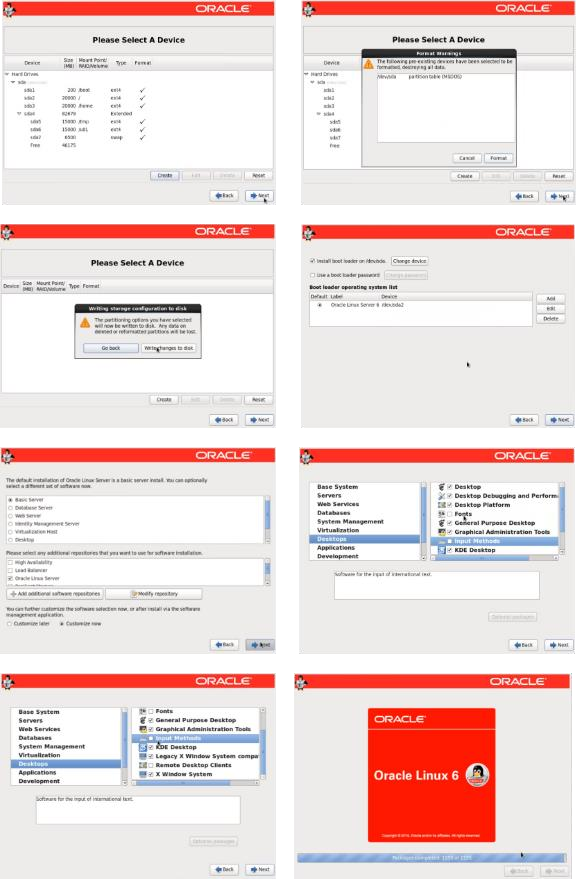 ORACLE
Please Select A Device
Device Size (MB) Mount Point/ RAID/Volume Type Format
Hard Drives
sda
sda1 200 /boot ext4 ✓
sda2 20000 / ext4 ✓
sda3 20000 /home ext4 ✓
sda4 82679 Extended
sda5 15000 /tmp ext4 ✓
sda6 15000 /u01 ext4 ✓
sda7 6500 swap ✓
Free 46175
Create Edit Delete Reset
Back Next
ORACLE
Please Select A Device
Format Warnings
The following pre-existing devices have been selected to be
formatted, destroying all data.
/dev/sda partition table (MSDOS)
Device
Hard Drives
sda
sda1
sda2
sda3
sda4
sda5
sda6
sda7
Free
Cancel Format
Create Edit Delete Reset
Back Next
ORACLE
Please Select A Device
Device Size (MB) Mount Point/ RAID/Volume Type Format
Writing storage configuration to disk
The partitioning options you have selected
will now be written to disk. Any data on
deleted or reformatted partitions will be lost.
Go back Write changes to disk
Create Edit Delete Reset
Back Next
ORACLE
Install boot loader on /dev/sda. Change device
Use a boot loader password Change password
Boot loader operating system list
Default Label Device
Oracle Linux Server 6 /dev/sda2
Add
Edit
Delete
Back Next
ORACLE
The default installation of Oracle Linux Server is a basic server install. You can optionally
select a different set of software now.
Basic Server
Database Server
Web Server
Identity Management Server
Virtualization Host
Desktop
Please select any additional repositories that you want to use for software installation.
High Availability
Load Balancer
Oracle Linux Server
Add additional software repositories Modify repository
You can further customize the software selection now, or after install via the software
management application.
Customize later Customize now
Back Next
ORACLE
Base System
Servers
Web Services
Databases
System Management
Virtualization
Desktops
Applications
Development
Desktop
Desktop Debugging and Perform
Desktop Platform
Fonts
General Purpose Desktop
Graphical Administration Tools
Input Methods
KDE Desktop
Software for the input of international text.
Optional packages
Back Next
ORACLE
Base System
Servers
Web Services
Databases
System Management
Virtualization
Desktops
Applications
Development
Fonts
General Purpose Desktop
Graphical Administration Tools
Input Methods
KDE Desktop
Legacy X Window System compa
Remote Desktop Clients
X Window System
Software for the input of international text.
Optional packages
Back Next
ORACLE
ORACLE
Oracle Linux 6
Packages completed:
Back Next